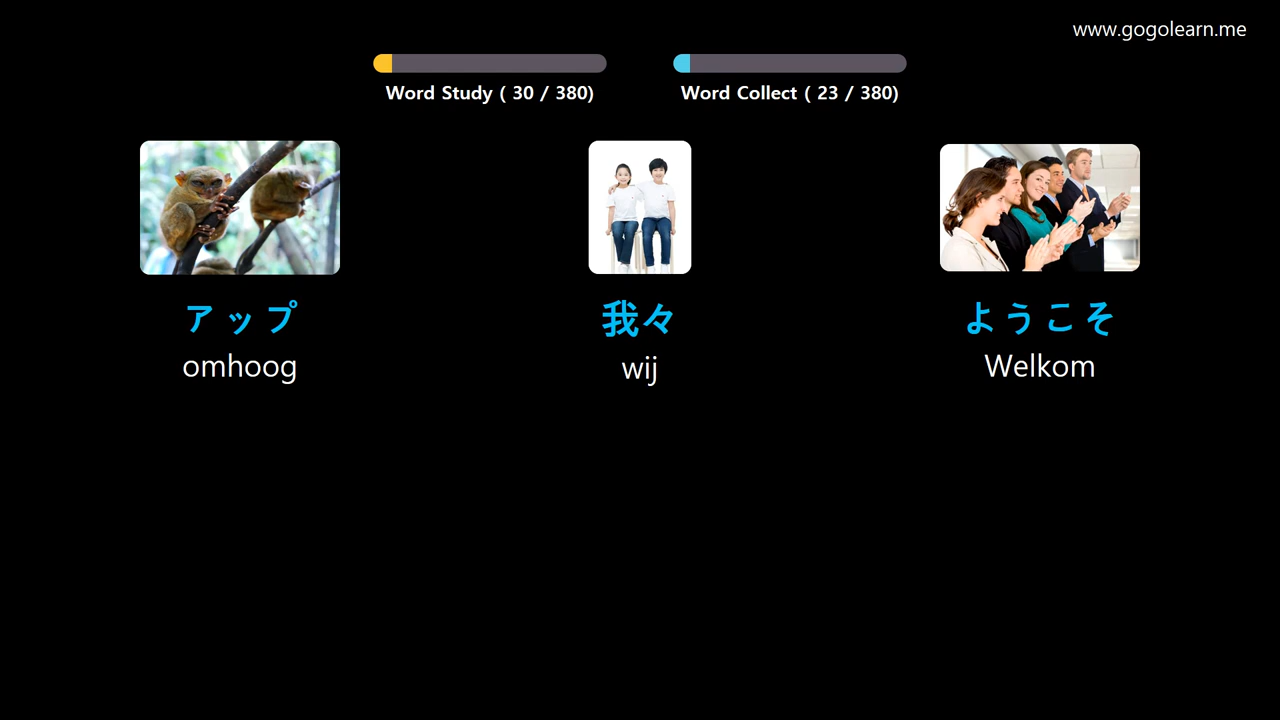 www.gogolearn.me
Word Study ( 30 / 380)
Word Collect ( 23 / 380)
アップ
omhoog
我々
wij
ようこそ
Welkom